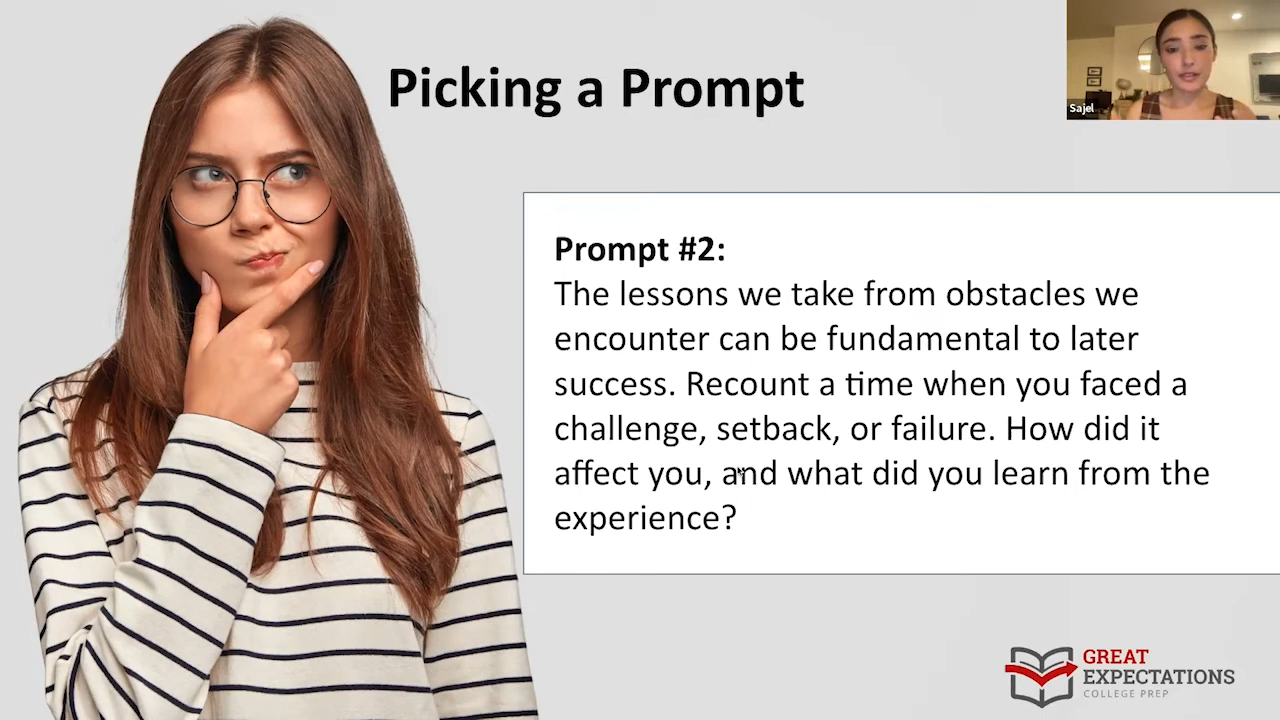 Picking a Prompt
Sajel
Prompt #2:
The lessons we take from obstacles we
encounter can be fundamental to later
success. Recount a time when you faced a
challenge, setback, or failure. How did it
affect you, and what did you learn from the
experience?
GREAT
EXPECTATIONS
COLLEGE PREP